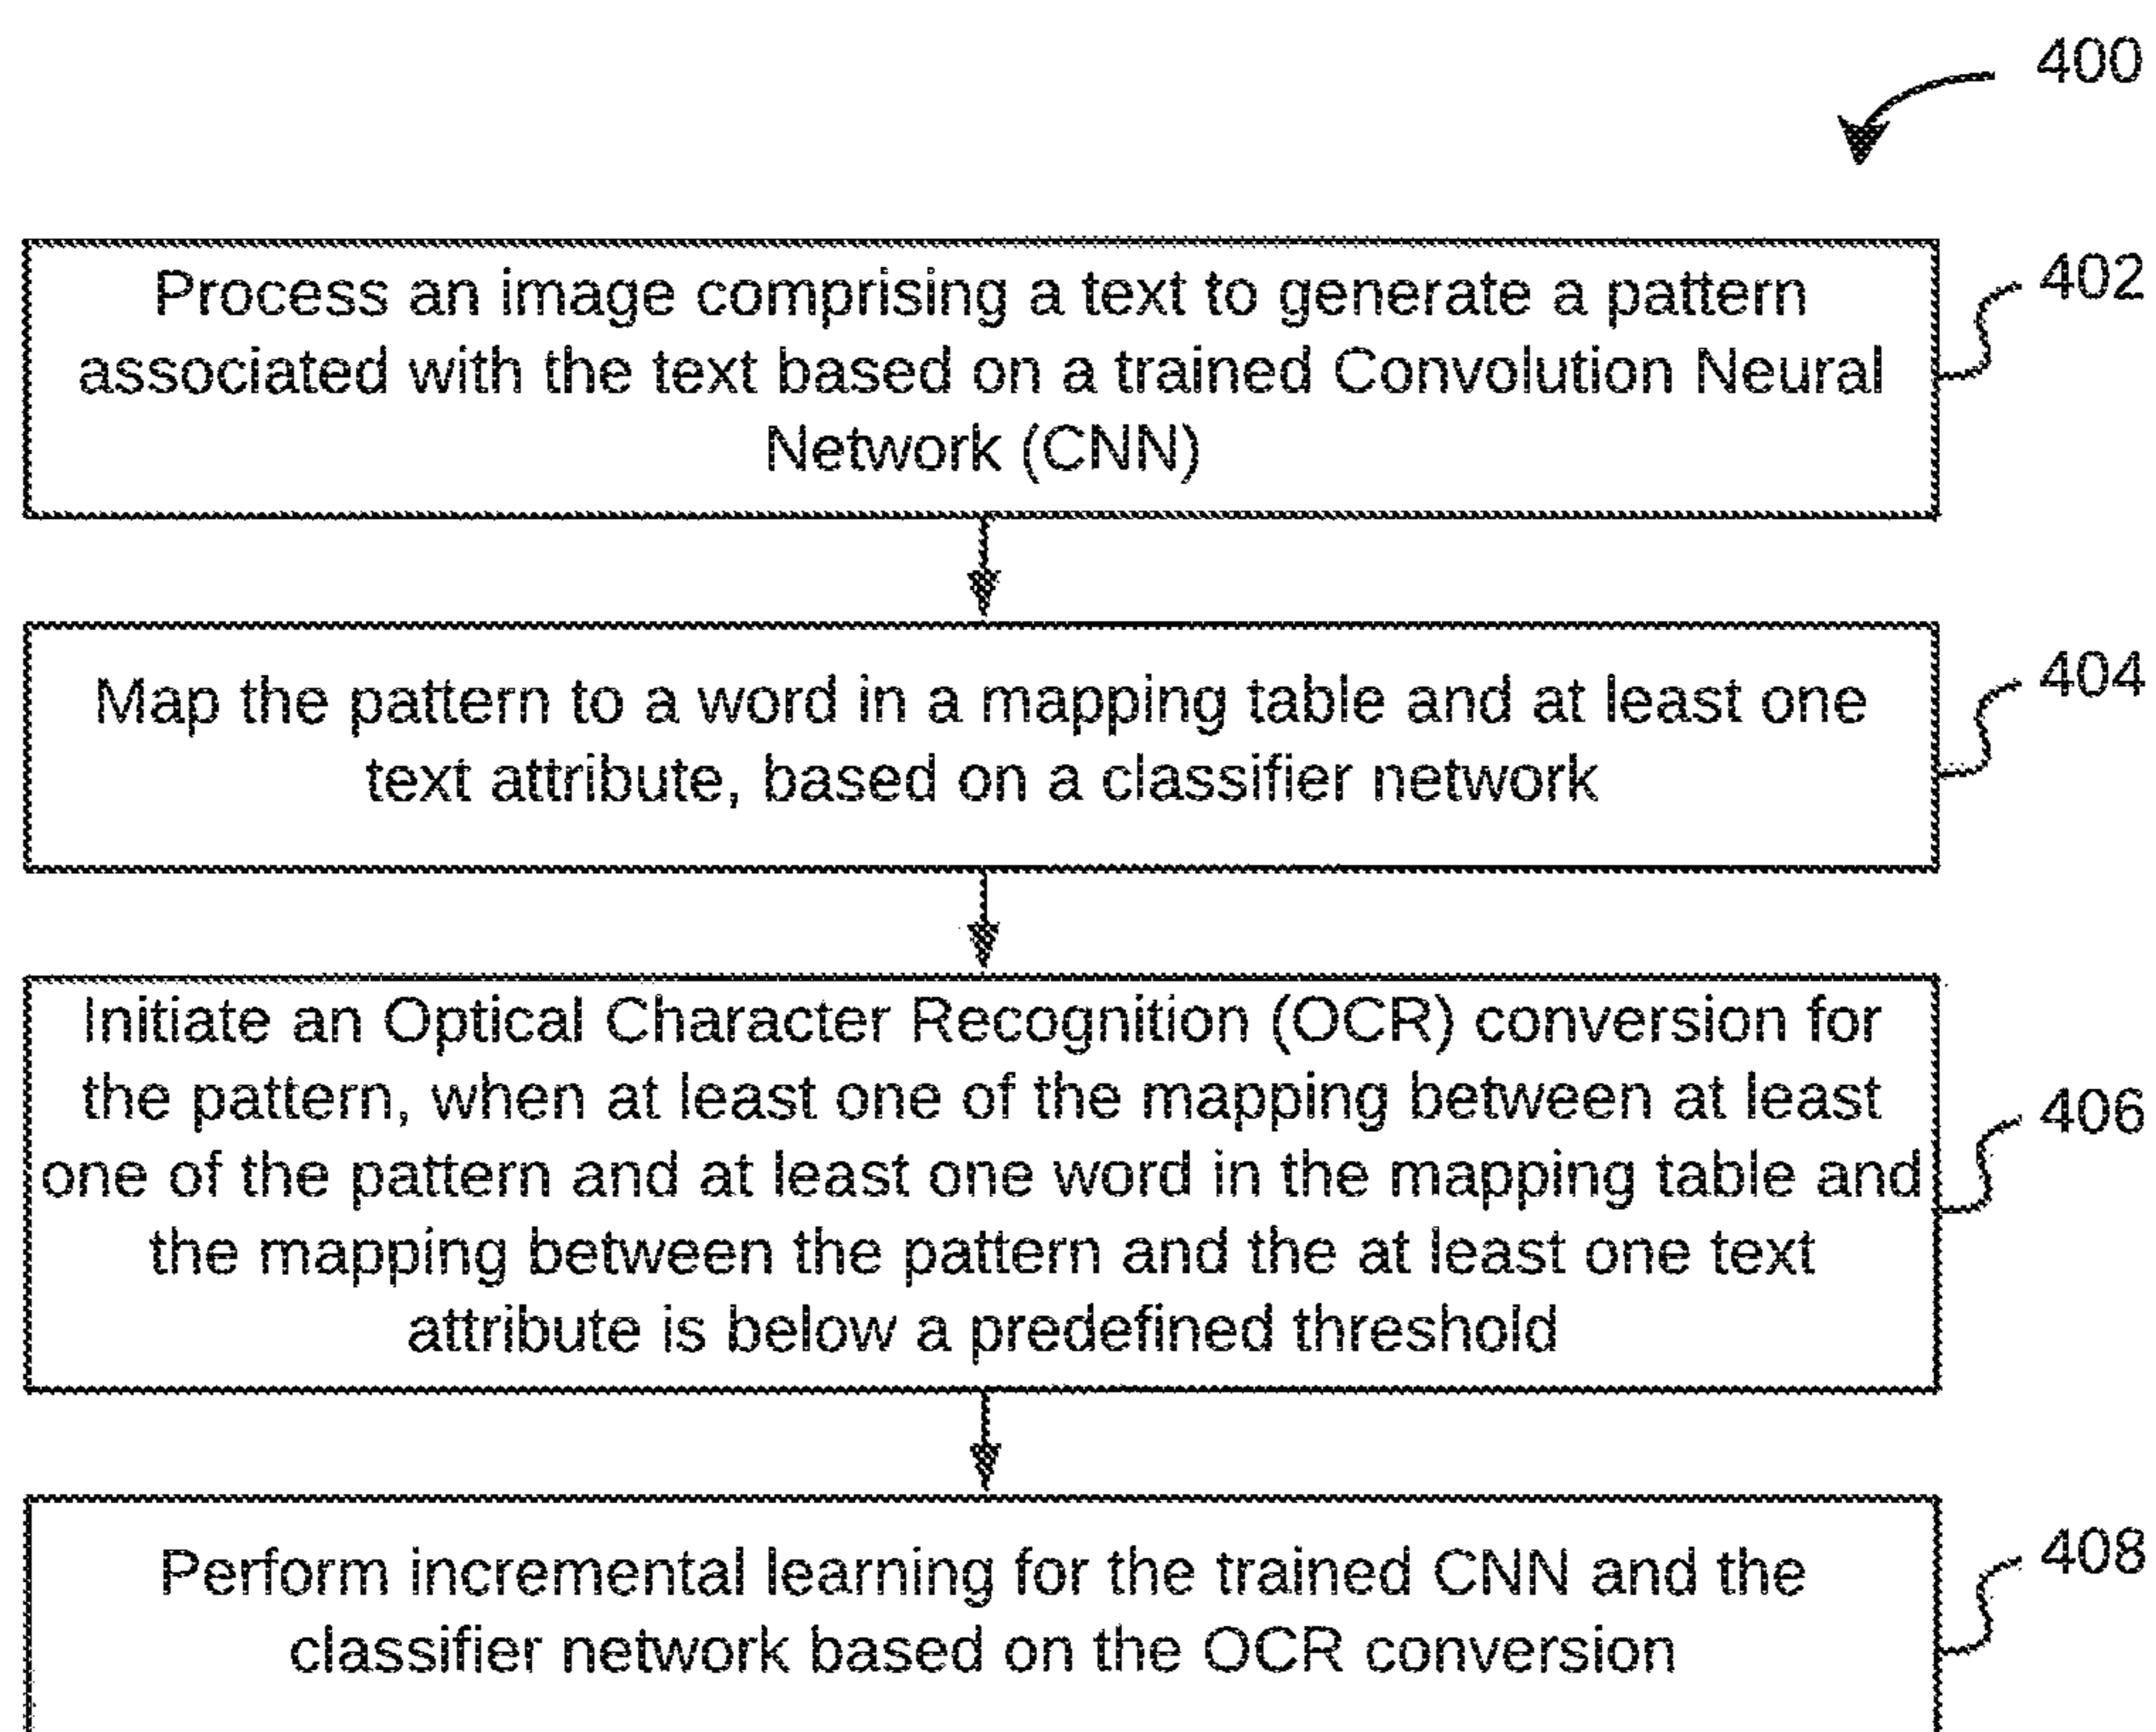 400
Process an image comprising a text to generate a pattern
associated with the text based on a trained Convolution Neural
Network (CNN)
402
Map the pattern to a word in a mapping table and at least one
text attribute, based on a classifier network
404
Initiate an Optical Character Recognition (OCR) conversion for
the pattern, when at least one of the mapping between at least
one of the pattern and at least one word in the mapping table and
the mapping between the pattern and the at least one text
attribute is below a predefined threshold
406
Perform incremental learning for the trained CNN and the
classifier network based on the OCR conversion
408